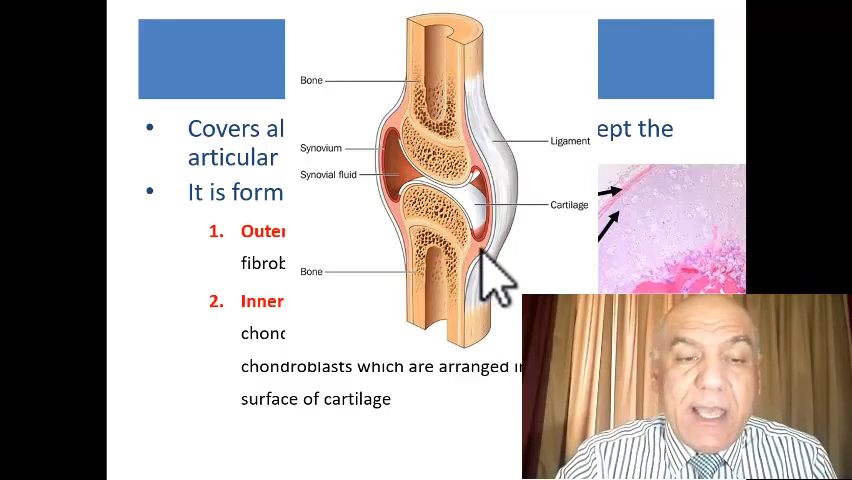 Bone
Ligament
• Covers al ept the
Synovium
articular
Synovial fluid
• It is form
Cartilage
1. Outer
fibrob
Bone
2. Inner
chond
chondroblasts which are arranged in
surface of cartilage